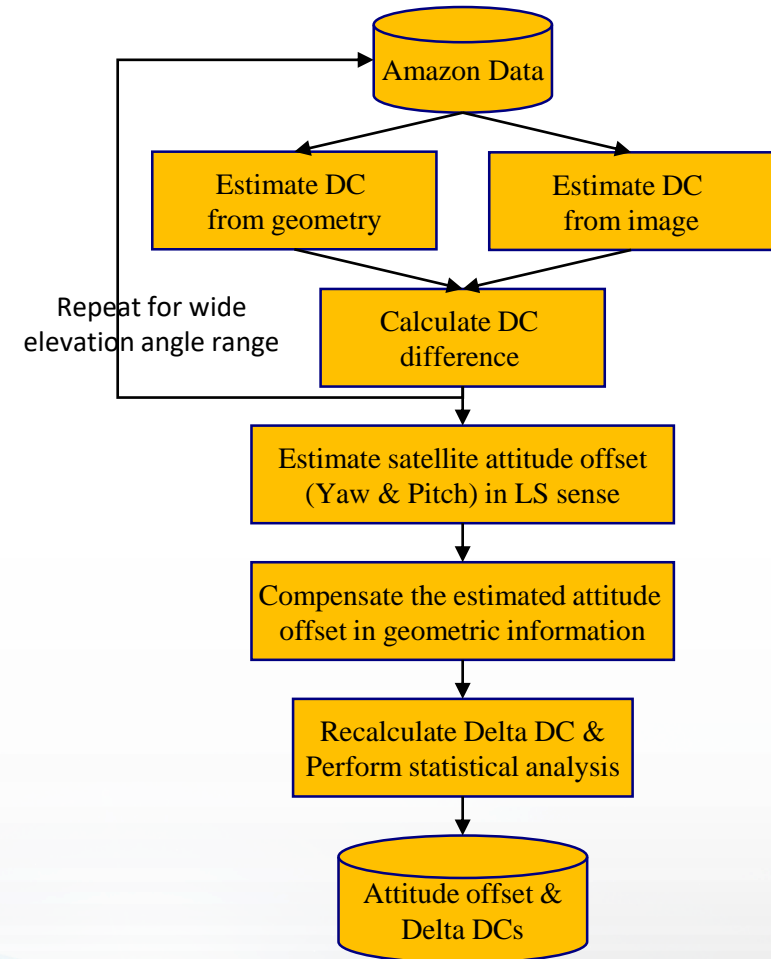 Amazon Data
Estimate DC
from geometry
Estimate DC
from image
Repeat for wide
elevation angle range
Calculate DC
difference
Estimate satellite attitude offset
(Yaw & Pitch) in LS sense
Compensate the estimated attitude
offset in geometric information
Recalculate Delta DC &
Perform statistical analysis
Attitude offset &
Delta DCs